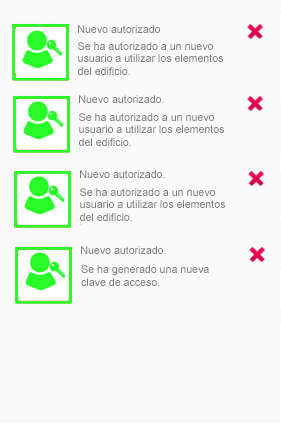 Nuevo autorizado
Se ha autorizado a un nuevo
usuario a utilizar los elementos
del edificio.
Nuevo autorizado.
Se ha autorizado a un nuevo
usuario a utilizar los elementos
del edificio.
Nuevo autorizado.
Se ha autorizado a un nuevo
usuario a utilizar los elementos
del edificio.
Nuevo autorizado.
Se ha generado una nueva
clave de acceso.